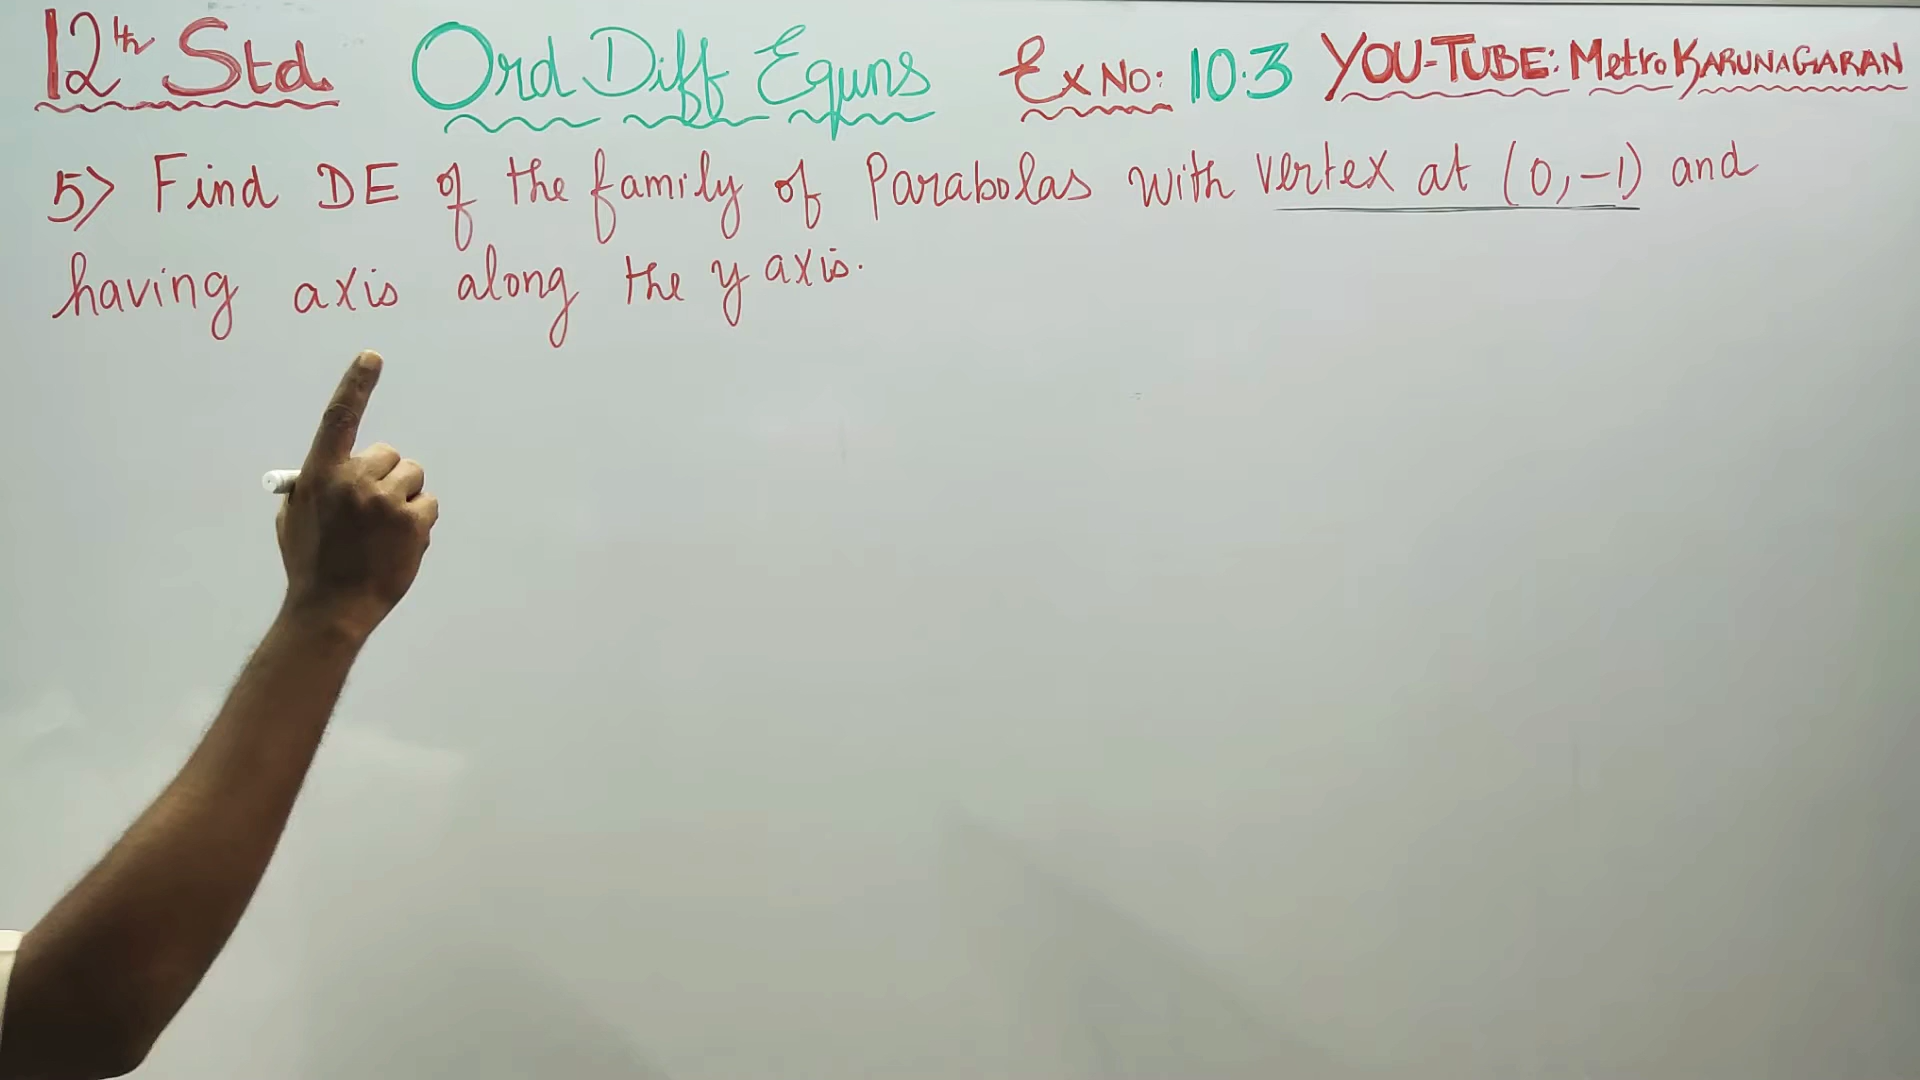 12th Std. Ord Diff Equns Ex No: 10.3 YOU-TUBE: Metro KARUNAGARAN
5) Find DE of the family of Parabolas with vertex at (0,-1) and
having axis along the y axis.